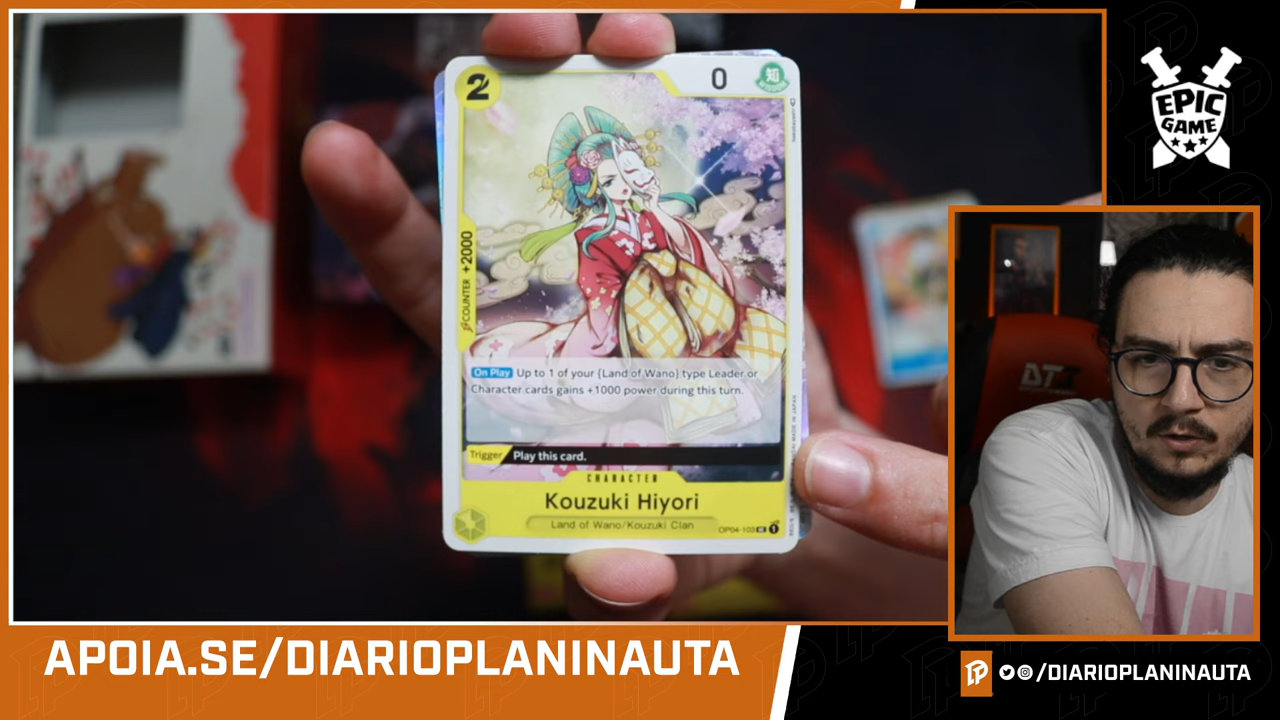 2
0
知
COUNTER +2000
On Play Up to 1 of your {Land of Wano} type Leader or
Character cards gains +1000 power during this turn.
Trigger Play this card.
CHARACTER
Kouzuki Hiyori
Land of Wano/Kouzuki Clan
OP04-103 1
EPIC
GAME
APOIA.SE/DIARIOPLANINAUTA
/DIARIOPLANINAUTA